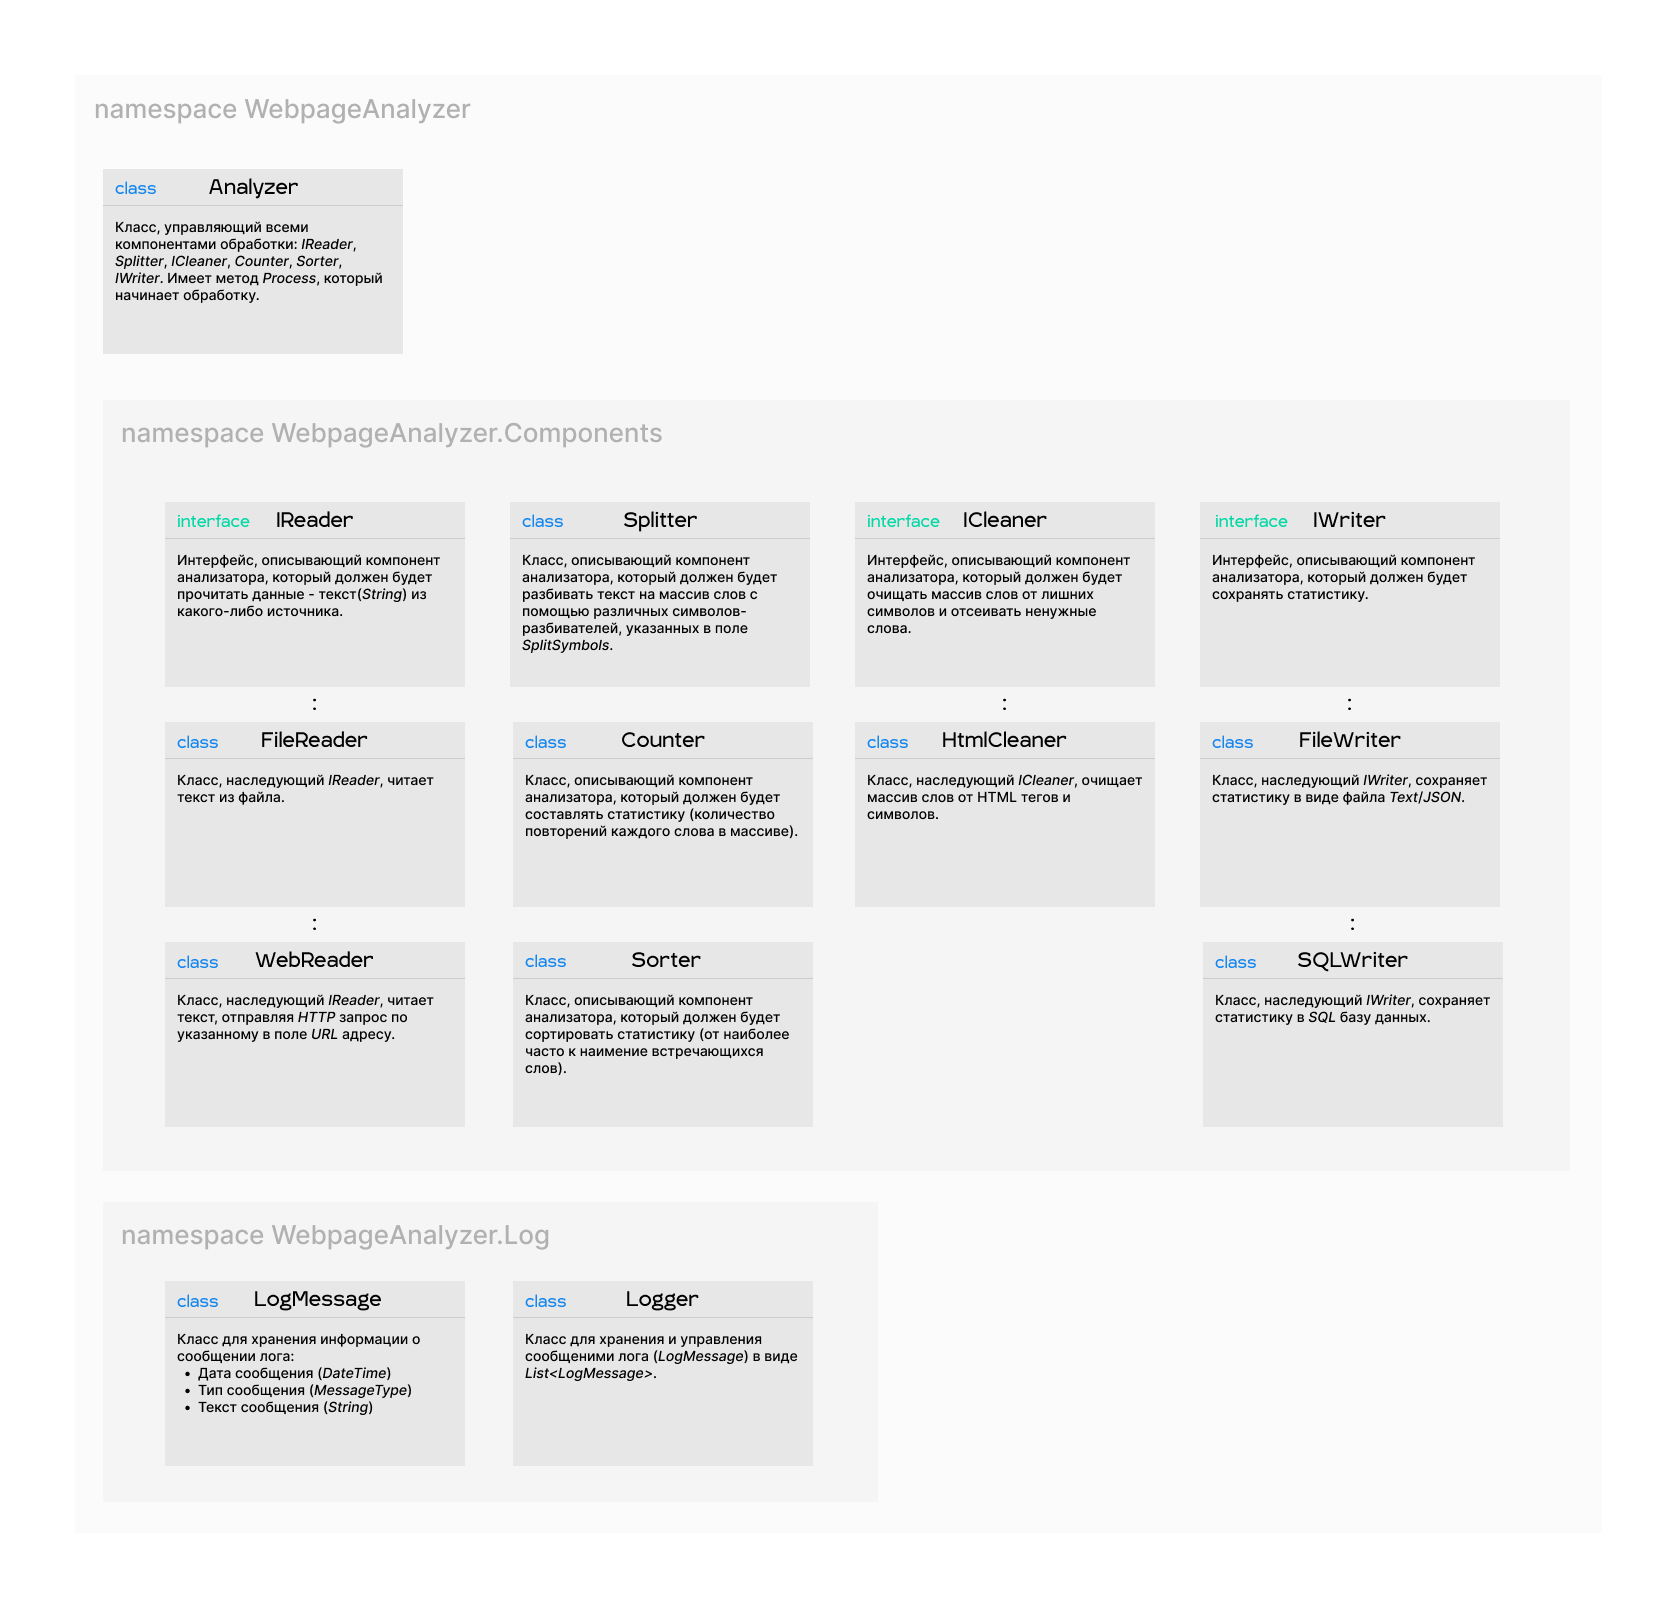 namespace WebpageAnalyzer
class Analyzer
Класс, управляющий всеми
компонентами обработки: IReader,
Splitter, ICleaner, Counter, Sorter,
IWriter. Имеет метод Process, который
начинает обработку.
namespace WebpageAnalyzer.Components
interface IReader
Интерфейс, описывающий компонент
анализатора, который должен будет
прочитать данные - текст(String) из
какого-либо источника.
class Splitter
Класс, описывающий компонент
анализатора, который должен будет
разбивать текст на массив слов с
помощью различных символов-
разбивателей, указанных в поле
SplitSymbols.
interface ICleaner
Интерфейс, описывающий компонент
анализатора, который должен будет
очищать массив слов от лишних
символов и отсеивать ненужные
слова.
interface IWriter
Интерфейс, описывающий компонент
анализатора, который должен будет
сохранять статистику.
:
:
:
class FileReader
Класс, наследующий IReader, читает
текст из файла.
class Counter
Класс, описывающий компонент
анализатора, который должен будет
составлять статистику (количество
повторений каждого слова в массиве).
class HtmlCleaner
Класс, наследующий ICleaner, очищает
массив слов от HTML тегов и
символов.
class FileWriter
Класс, наследующий IWriter, сохраняет
статистику в виде файла Text/JSON.
:
:
class WebReader
Класс, наследующий IReader, читает
текст, отправляя HTTP запрос по
указанному в поле URL адресу.
class Sorter
Класс, описывающий компонент
анализатора, который должен будет
сортировать статистику (от наиболее
часто к наимение встречающихся
слов).
class SQLWriter
Класс, наследующий IWriter, сохраняет
статистику в SQL базу данных.
namespace WebpageAnalyzer.Log
class LogMessage
Класс для хранения информации о
сообщении лога:
• Дата сообщения (DateTime)
• Тип сообщения (MessageType)
• Текст сообщения (String)
class Logger
Класс для хранения и управления
сообщеними лога (LogMessage) в виде
List<LogMessage>.